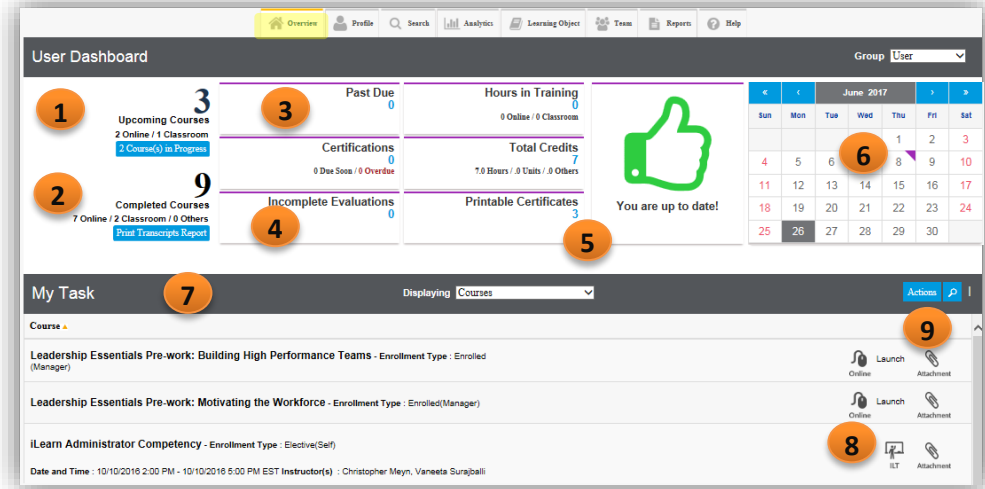 Overview Profile Search Analytics Learning Object Team Reports Help
User Dashboard
Group User
1
3
Upcoming Courses
2 Online / 1 Classroom
2 Course(s) in Progress
2
9
Completed Courses
7 Online / 2 Classroom / 0 Others
Print Transcripts Report
3
Past Due
0
Certifications
0
0 Due Soon / 0 Overdue
4
Incomplete Evaluations
0
Hours in Training
0
0 Online / 0 Classroom
Total Credits
7
7.0 Hours / .0 Units / .0 Others
Printable Certificates
3
5
You are up to date!
« ‹ June 2017 › »
Sun Mon Tue Wed Thu Fri Sat
1 2 3
4 5 6 8 9 10
6
11 12 13 14 15 16 17
18 19 20 21 22 23 24
25 26 27 28 29 30
My Task
7
Displaying Courses
Actions
9
Course
Leadership Essentials Pre-work: Building High Performance Teams - Enrollment Type : Enrolled
(Manager)
Launch
Online Attachment
Leadership Essentials Pre-work: Motivating the Workforce - Enrollment Type : Enrolled(Manager)
Launch
Online Attachment
iLearn Administrator Competency - Enrollment Type : Elective(Self)
8
Date and Time : 10/10/2016 2:00 PM - 10/10/2016 5:00 PM EST Instructor(s) : Christopher Meyn, Vaneeta Surajballi
ILT Attachment